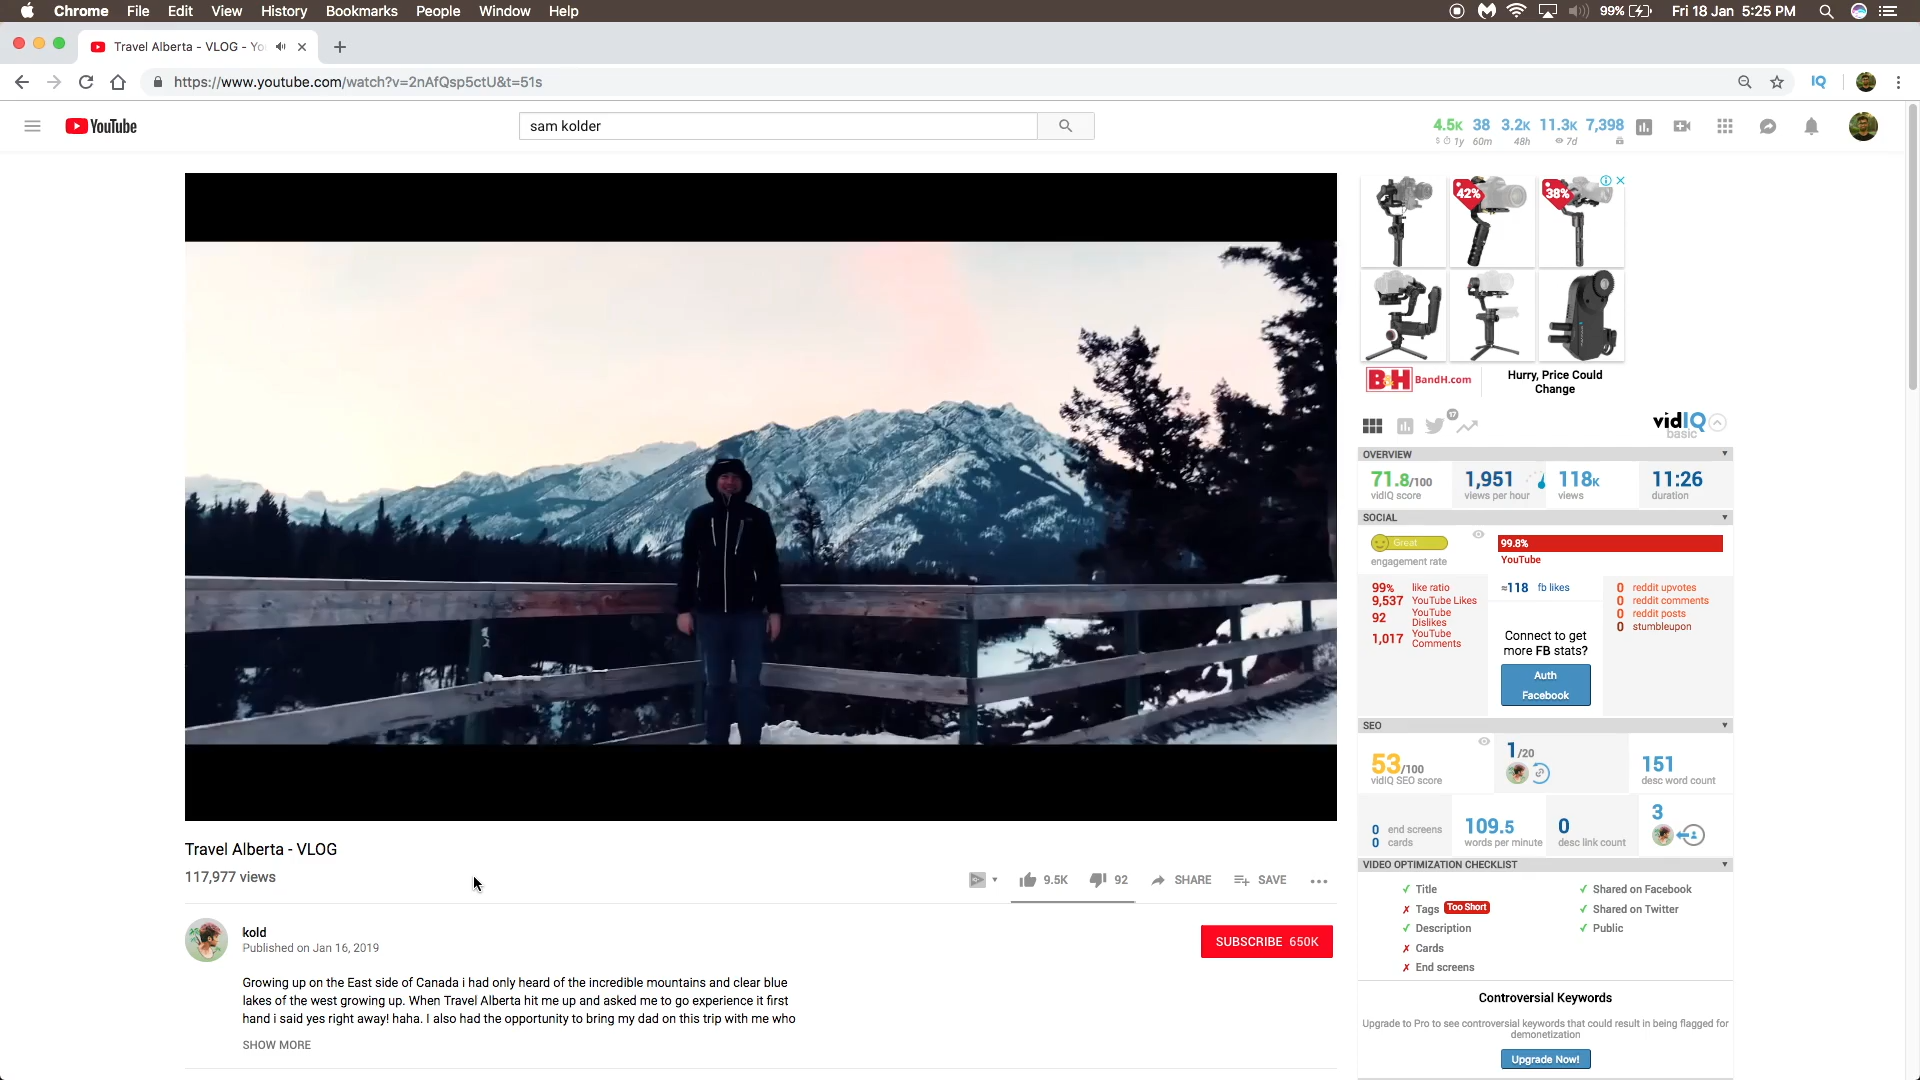 Chrome File Edit View History Bookmarks People Window Help 99% Fri 18 Jan 5:25 PM
Travel Alberta - VLOG - Yo
https://www.youtube.com/watch?v=2nAfQsp5ctU&t=51s IQ
YouTube
sam kolder
4.5K 38 3.2K 11.3K 7,398
1y 60m 48h 7d
42% 38%
B&H BandH.com
Hurry, Price Could
Change
17
vidIQ
basic
OVERVIEW
71.8/100 1,951 118K 11:26
vidIQ score views per hour views duration
SOCIAL
Great 99.8%
engagement rate YouTube
99% like ratio
9,537 YouTube Likes
92 YouTube
Dislikes
1,017 YouTube
Comments
≈118 fb likes
Connect to get
more FB stats?
Auth
Facebook
0 reddit upvotes
0 reddit comments
0 reddit posts
0 stumbleupon
SEO
53/100 1/20 151
vidIQ SEO score desc word count
0 end screens
0 cards
109.5
words per minute
0
desc link count
3
VIDEO OPTIMIZATION CHECKLIST
Title Shared on Facebook
Tags Too Short Shared on Twitter
Description Public
Cards
End screens
Controversial Keywords
Upgrade to Pro to see controversial keywords that could result in being flagged for
demonetization
Upgrade Now!
Travel Alberta - VLOG
117,977 views
9.5K 92 SHARE SAVE
kold
Published on Jan 16, 2019
SUBSCRIBE 650K
Growing up on the East side of Canada i had only heard of the incredible mountains and clear blue
lakes of the west growing up. When Travel Alberta hit me up and asked me to go experience it first
hand i said yes right away! haha. I also had the opportunity to bring my dad on this trip with me who
SHOW MORE